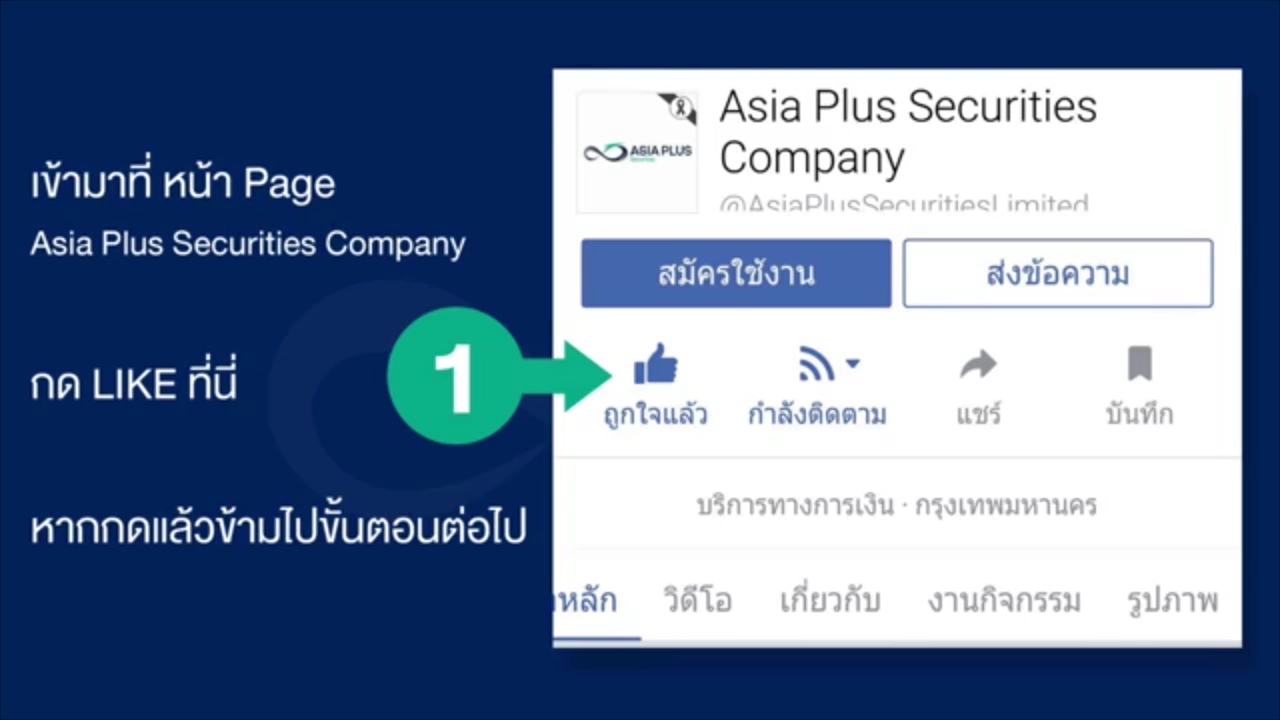 เข้ามาที่ หน้า Page
Asia Plus Securities Company
กด LIKE ที่นี่
หากกดแล้วข้ามไปขั้นตอนต่อไป
1
ASIA PLUS
Securities
Asia Plus Securities
Company
@AsiaPlusSecuritiesLimited
สมัครใช้งาน ส่งข้อความ
ถูกใจแล้ว กำลังติดตาม แชร์ บันทึก
บริการทางการเงิน · กรุงเทพมหานคร
หลัก วิดีโอ เกี่ยวกับ งานกิจกรรม รูปภาพ